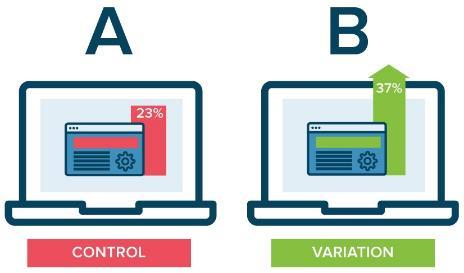 A
B
23%
37%
CONTROL
VARIATION